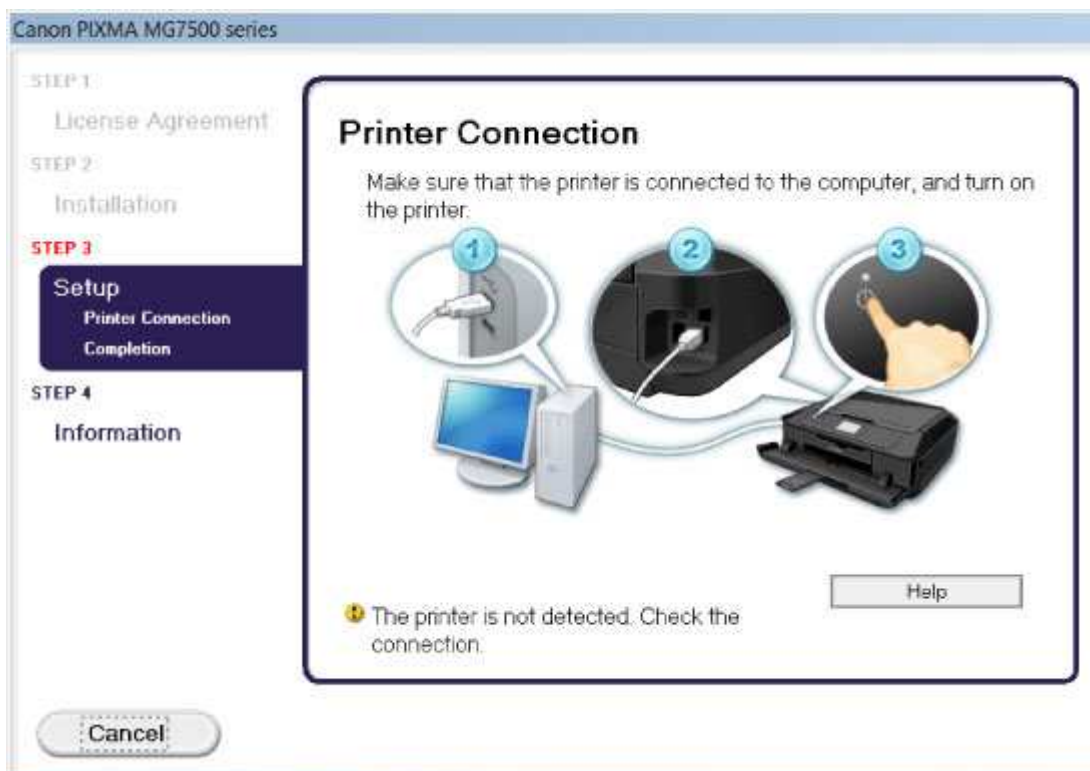 Canon PIXMA MG7500 series
STEP 1
License Agreement
STEP 2
Installation
STEP 3
Setup
Printer Connection
Completion
STEP 4
Information
Printer Connection
Make sure that the printer is connected to the computer, and turn on
the printer.
1
2
3
Help
The printer is not detected. Check the
connection.
Cancel